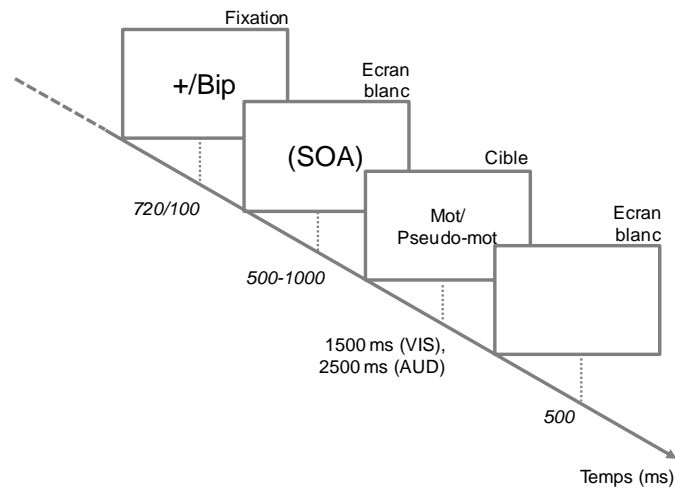 Fixation
+/Bip
720/100
Ecran
blanc
(SOA)
500-1000
Cible
Mot/
Pseudo-mot
1500 ms (VIS),
2500 ms (AUD)
Ecran
blanc
500
Temps (ms)